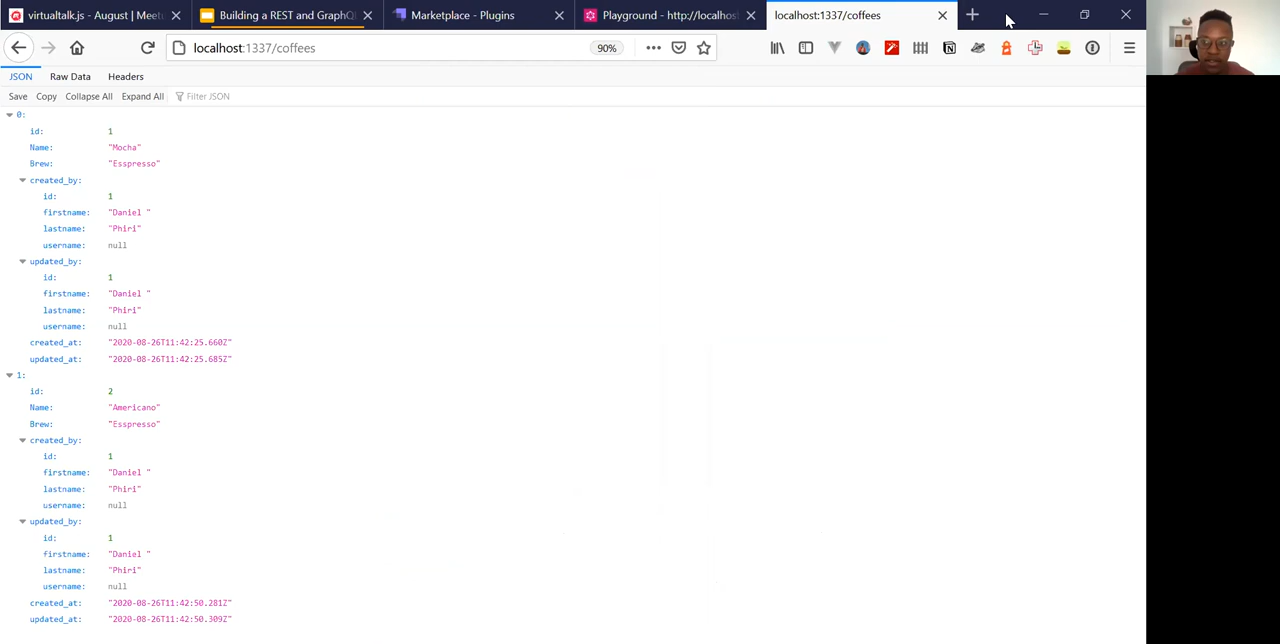 virtualtalk.js - August | Meet
Building a REST and GraphQ
Marketplace - Plugins
Playground - http://localhost
localhost:1337/coffees
localhost:1337/coffees
90%
JSON
Raw Data
Headers
Save
Copy
Collapse All
Expand All
Filter JSON
0:
id: 1
Name: "Mocha"
Brew: "Esspresso"
created_by:
id: 1
firstname: "Daniel "
lastname: "Phiri"
username: null
updated_by:
id: 1
firstname: "Daniel "
lastname: "Phiri"
username: null
created_at: "2020-08-26T11:42:25.660Z"
updated_at: "2020-08-26T11:42:25.685Z"
1:
id: 2
Name: "Americano"
Brew: "Esspresso"
created_by:
id: 1
firstname: "Daniel "
lastname: "Phiri"
username: null
updated_by:
id: 1
firstname: "Daniel "
lastname: "Phiri"
username: null
created_at: "2020-08-26T11:42:50.281Z"
updated_at: "2020-08-26T11:42:50.309Z"